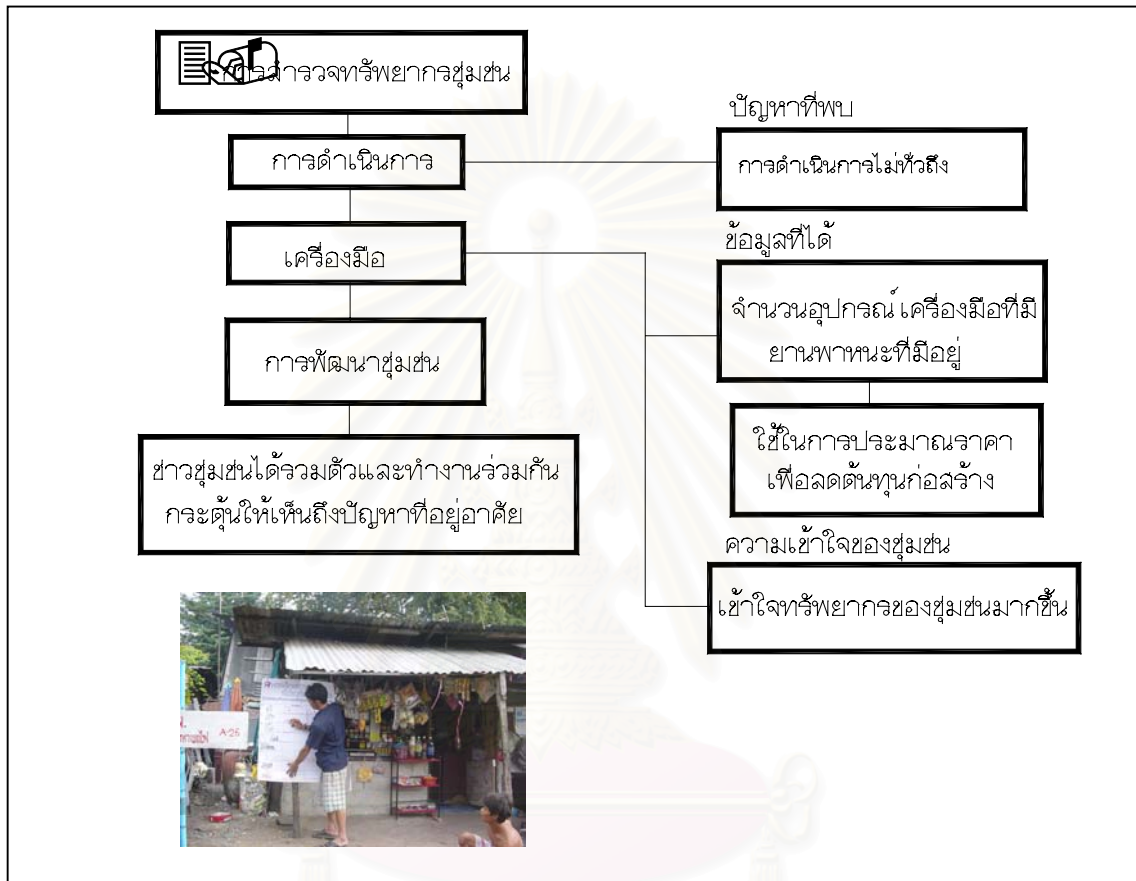 การสำรวจทรัพยากรชุมชน
การดำเนินการ
ปัญหาที่พบ
การดำเนินการไม่ทั่วถึง
เครื่องมือ
ข้อมูลที่ได้
จำนวนอุปกรณ์ เครื่องมือที่มี
ยานพาหนะที่มีอยู่
ใช้ในการประมาณราคา
เพื่อลดต้นทุนก่อสร้าง
ความเข้าใจของชุมชน
เข้าใจทรัพยากรของชุมชนมากขึ้น
การพัฒนาชุมชน
ชาวชุมชนได้รวมตัวและทำงานร่วมกัน
กระตุ้นให้เห็นถึงปัญหาที่อยู่อาศัย
A-25